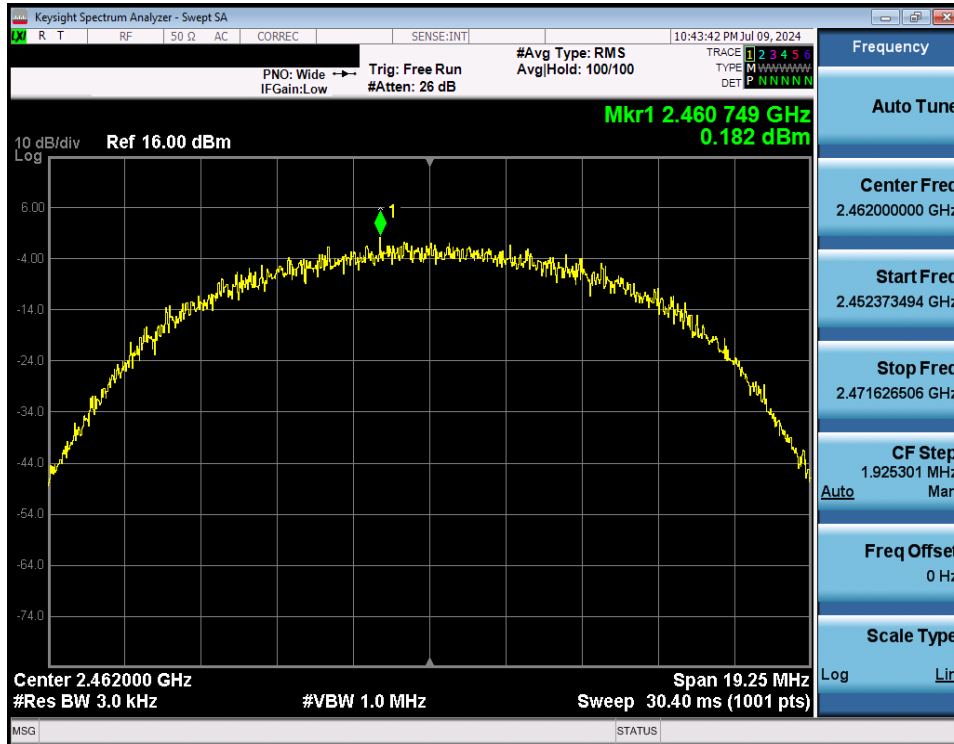 Keysight Spectrum Analyzer - Swept SA
LXI R T RF 50 Ω AC CORREC SENSE:INT 10:43:42 PM Jul 09, 2024
PNO: Wide
IFGain:Low
Trig: Free Run
#Atten: 26 dB
#Avg Type: RMS
Avg|Hold: 100/100
TRACE 1 2 3 4 5 6
TYPE M W W W W W
DET P N N N N N
Mkr1 2.460 749 GHz
0.182 dBm
10 dB/div Ref 16.00 dBm
Log
1
6.00
-4.00
-14.0
-24.0
-34.0
-44.0
-54.0
-64.0
-74.0
Center 2.462000 GHz Span 19.25 MHz
#Res BW 3.0 kHz #VBW 1.0 MHz Sweep 30.40 ms (1001 pts)
MSG STATUS
Frequency
Auto Tune
Center Freq
2.462000000 GHz
Start Freq
2.452373494 GHz
Stop Freq
2.471626506 GHz
CF Step
1.925301 MHz
Auto Man
Freq Offset
0 Hz
Scale Type
Log Lin